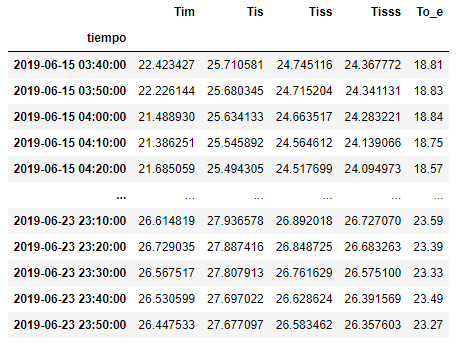 Tim Tis Tiss Tisss To_e
tiempo
2019-06-15 03:40:00 22.423427 25.710581 24.745116 24.367772 18.81
2019-06-15 03:50:00 22.226144 25.680345 24.715204 24.341131 18.83
2019-06-15 04:00:00 21.488930 25.634133 24.663517 24.283221 18.84
2019-06-15 04:10:00 21.386251 25.545892 24.564612 24.139066 18.75
2019-06-15 04:20:00 21.685059 25.494305 24.517699 24.094973 18.57
... ... ... ... ... ...
2019-06-23 23:10:00 26.614819 27.936578 26.892018 26.727070 23.59
2019-06-23 23:20:00 26.729035 27.887416 26.848725 26.683263 23.39
2019-06-23 23:30:00 26.567517 27.807913 26.761629 26.575100 23.33
2019-06-23 23:40:00 26.530599 27.697022 26.628624 26.391569 23.49
2019-06-23 23:50:00 26.447533 27.677097 26.583462 26.357603 23.27